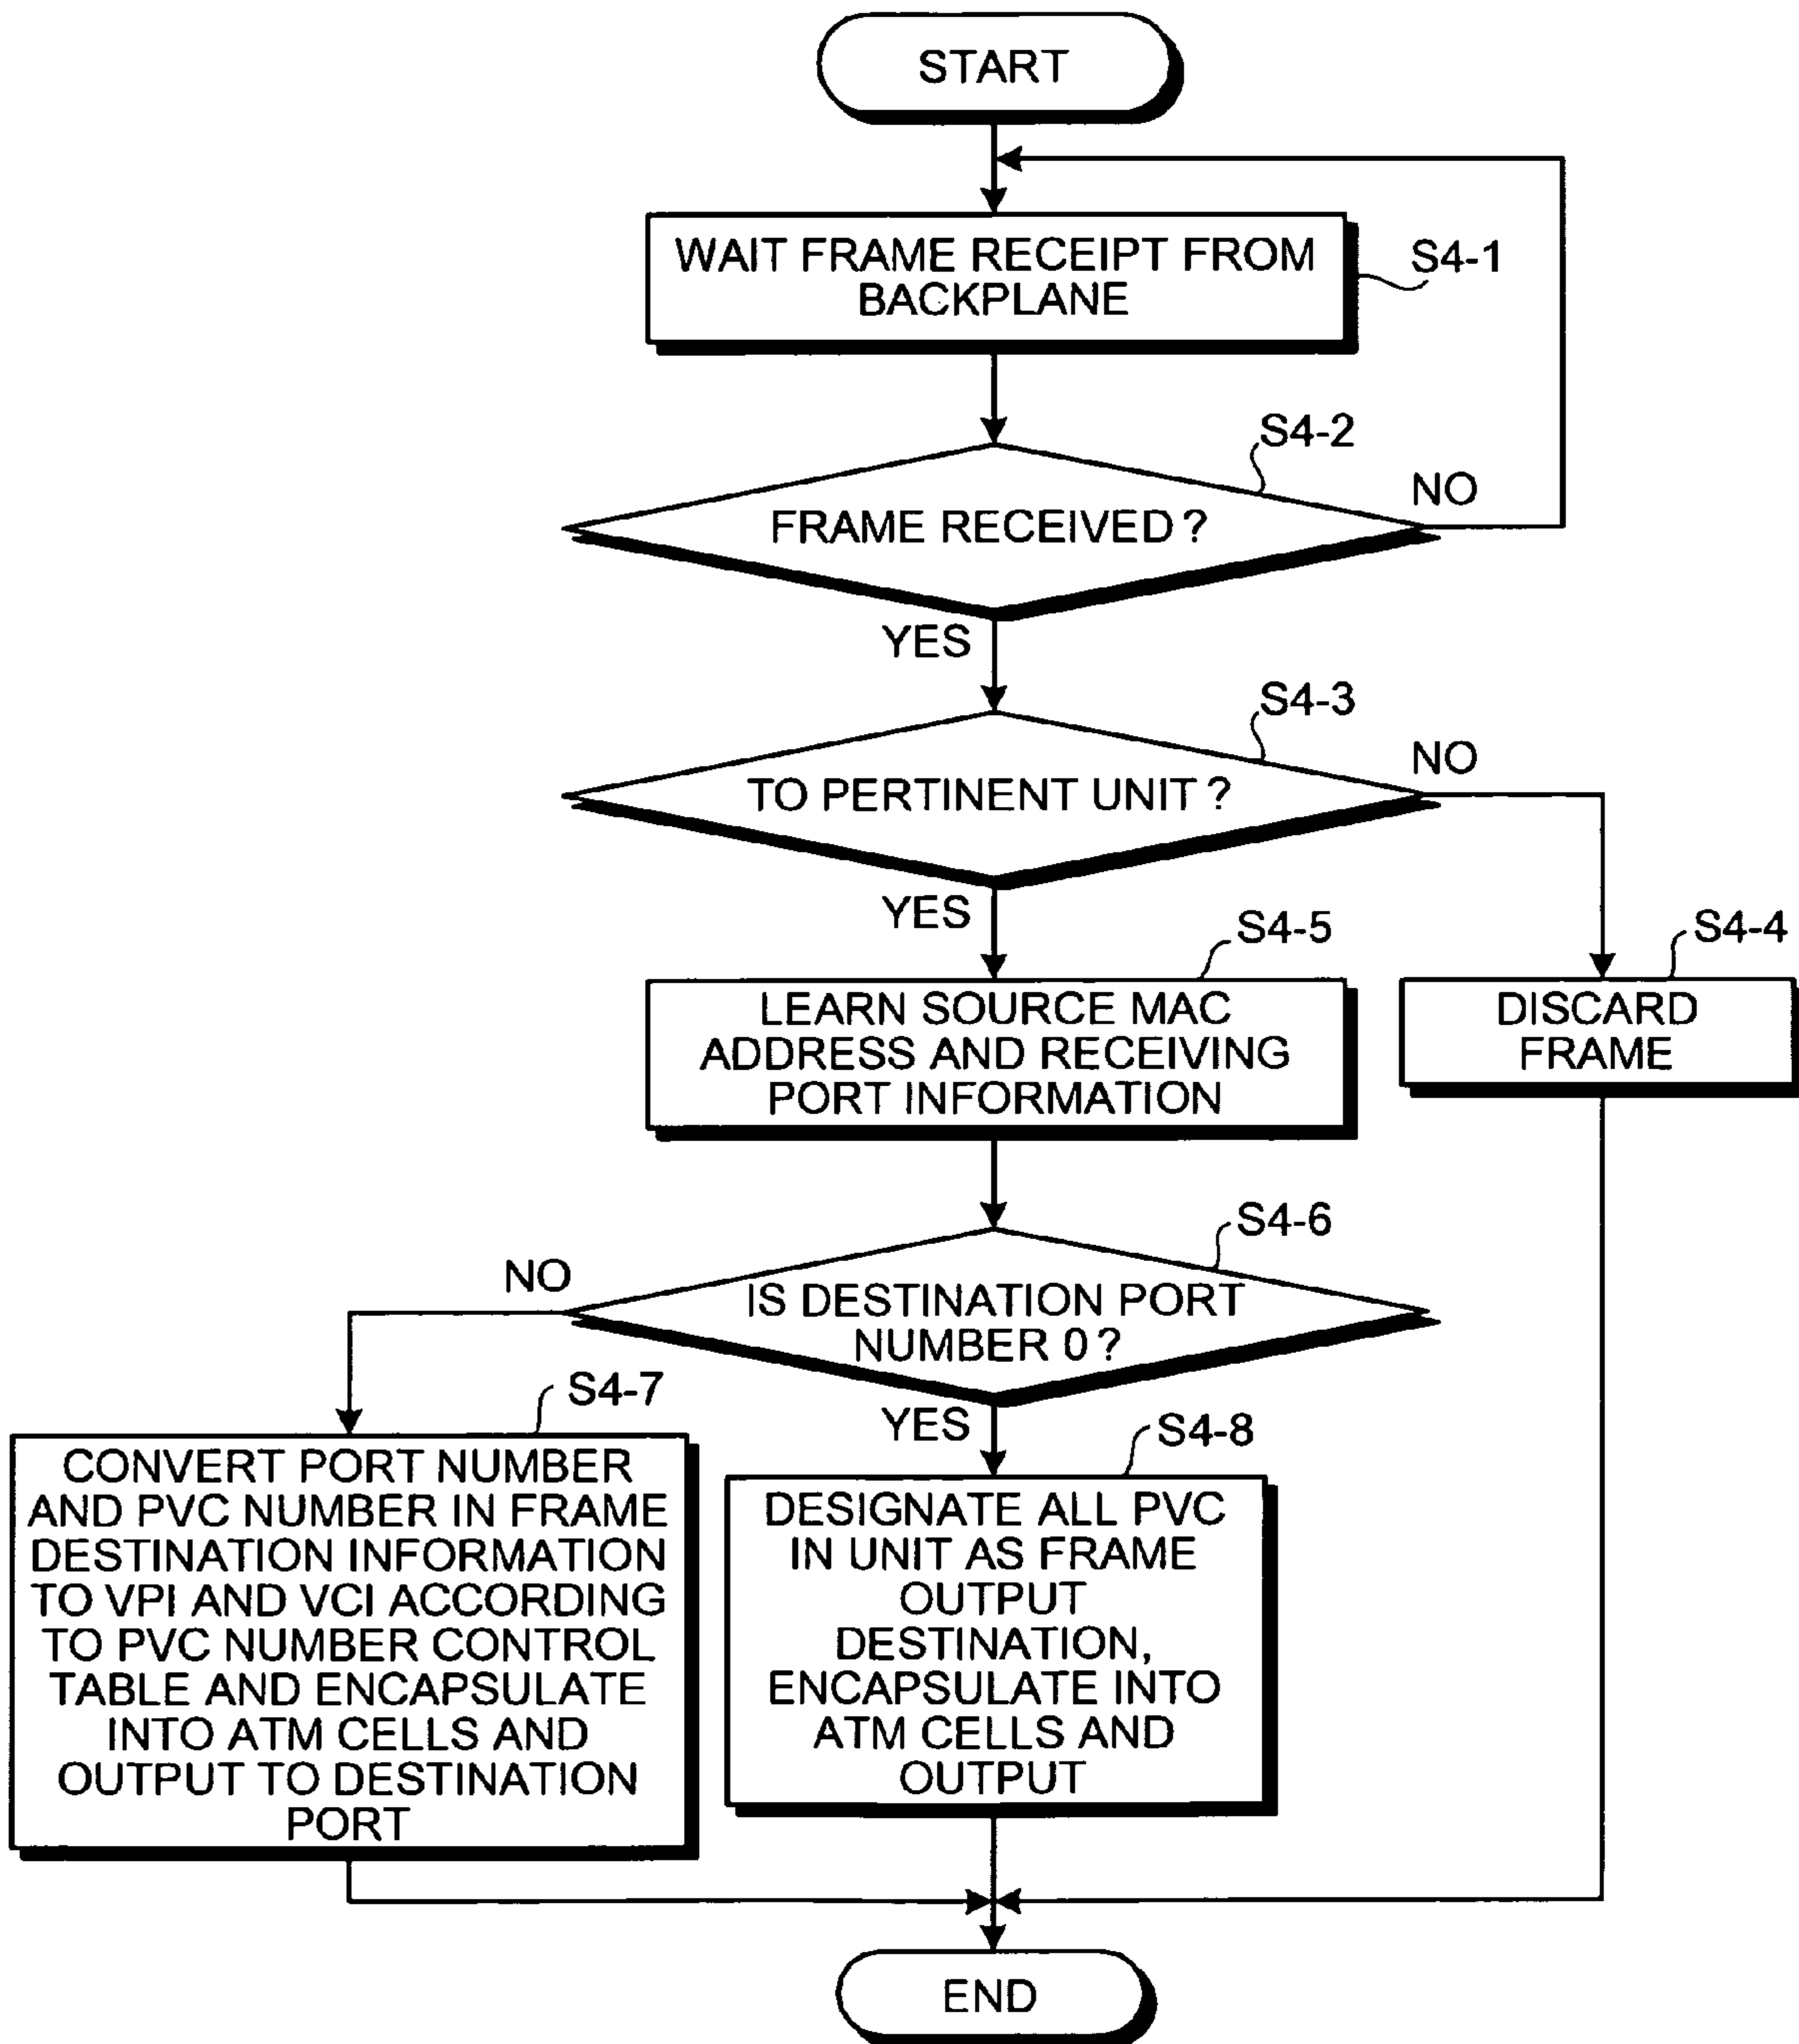 START
WAIT FRAME RECEIPT FROM
BACKPLANE
S4-1
S4-2
FRAME RECEIVED ?
NO
YES
S4-3
TO PERTINENT UNIT ?
NO
YES
S4-5
LEARN SOURCE MAC
ADDRESS AND RECEIVING
PORT INFORMATION
S4-4
DISCARD
FRAME
S4-6
IS DESTINATION PORT
NUMBER 0 ?
NO
YES
S4-7
CONVERT PORT NUMBER
AND PVC NUMBER IN FRAME
DESTINATION INFORMATION
TO VPI AND VCI ACCORDING
TO PVC NUMBER CONTROL
TABLE AND ENCAPSULATE
INTO ATM CELLS AND
OUTPUT TO DESTINATION
PORT
S4-8
DESIGNATE ALL PVC
IN UNIT AS FRAME
OUTPUT
DESTINATION,
ENCAPSULATE INTO
ATM CELLS AND
OUTPUT
END